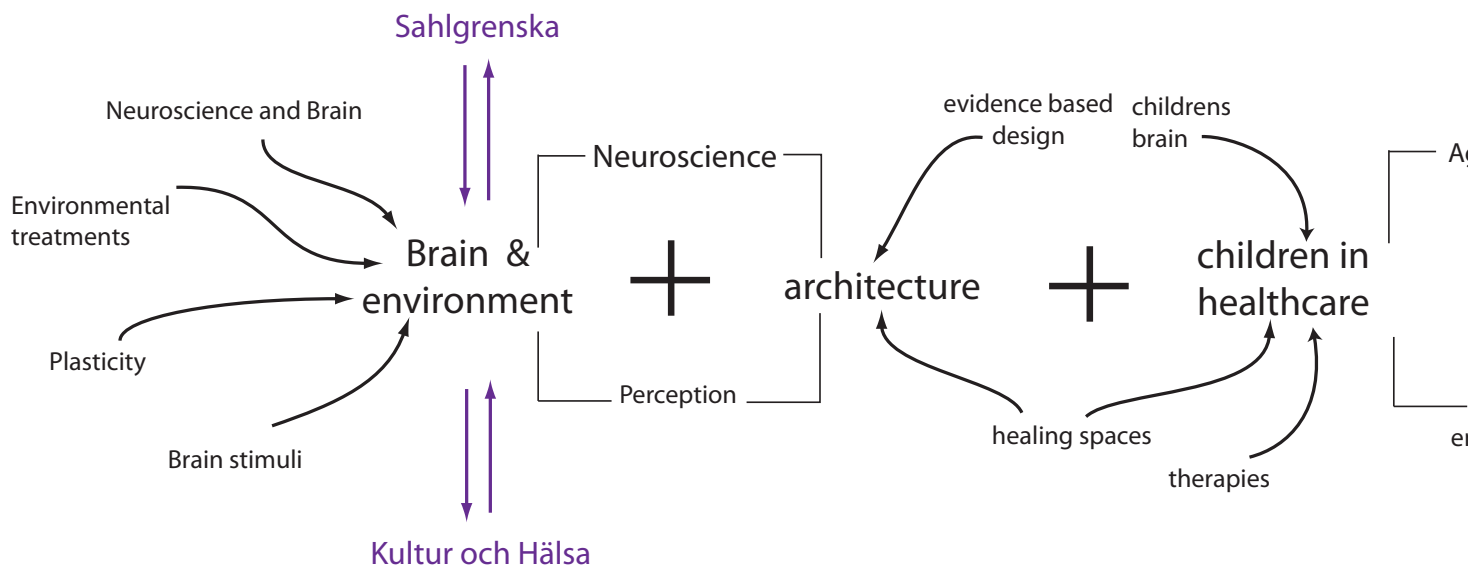 Sahlgrenska
Neuroscience and Brain
evidence based
design
childrens
brain
Neuroscience
Environmental
treatments
Brain &
environment
+
architecture
+
children in
healthcare
Plasticity
Perception
healing spaces
Brain stimuli
therapies
Kultur och Hälsa